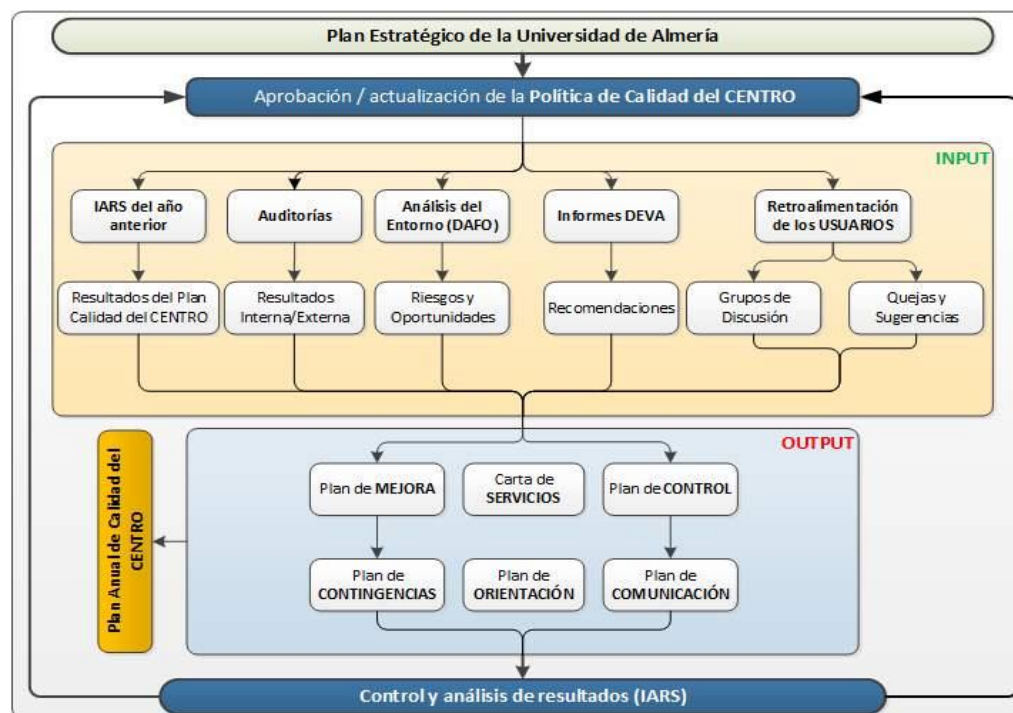 Plan Estratégico de la Universidad de Almería
Aprobación / actualización de la Política de Calidad del CENTRO
INPUT
IARS del año
anterior
Auditorías
Análisis del
Entorno (DAFO)
Informes DEVA
Retroalimentación
de los USUARIOS
Resultados del Plan
Calidad del CENTRO
Resultados
Interna/Externa
Riesgos y
Oportunidades
Recomendaciones
Grupos de
Discusión
Quejas y
Sugerencias
OUTPUT
Plan Anual de Calidad del
CENTRO
Plan de MEJORA
Carta de
SERVICIOS
Plan de CONTROL
Plan de
CONTINGENCIAS
Plan de
ORIENTACIÓN
Plan de
COMUNICACIÓN
Control y análisis de resultados (IARS)